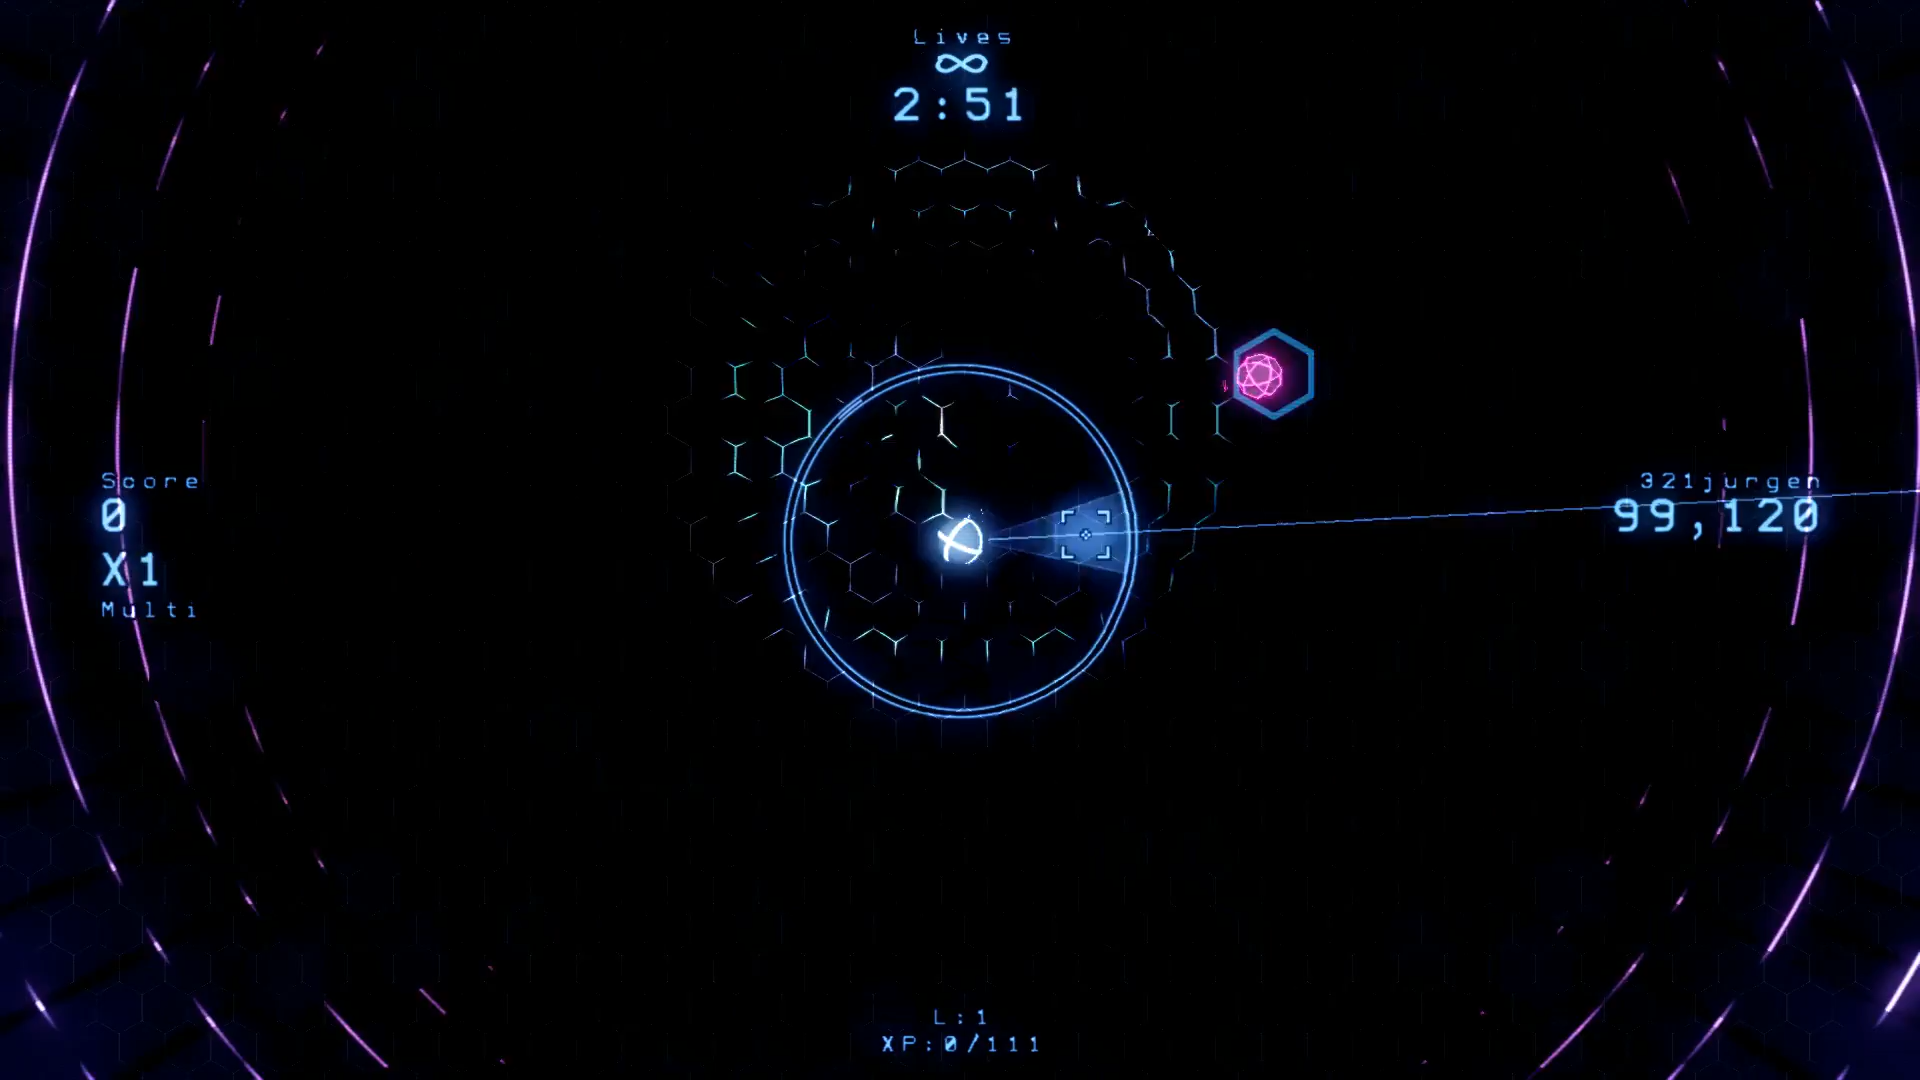 Lives
∞
2:51
Score
0
X1
Multi
321jurgen
99,120
L:1
XP:0/111